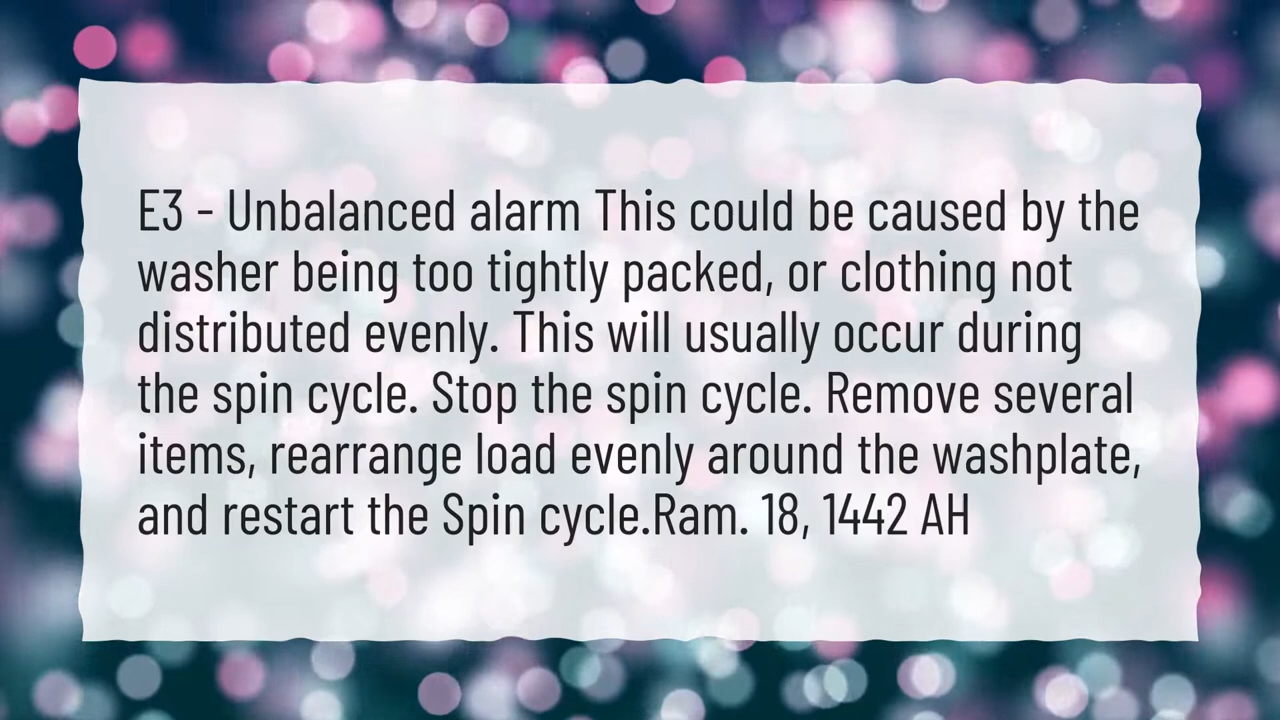 E3 - Unbalanced alarm This could be caused by the
washer being too tightly packed, or clothing not
distributed evenly. This will usually occur during
the spin cycle. Stop the spin cycle. Remove several
items, rearrange load evenly around the washplate,
and restart the Spin cycle.Ram. 18, 1442 AH